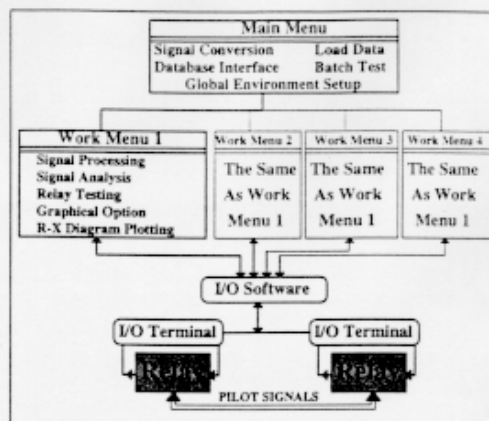 Main Menu
Signal Conversion Load Data
Database Interface Batch Test
Global Environment Setup
Work Menu 1
Signal Processing
Signal Analysis
Relay Testing
Graphical Option
R-X Diagram Plotting
Work Menu 2
The Same
As Work
Menu 1
Work Menu 3
The Same
As Work
Menu 1
Work Menu 4
The Same
As Work
Menu 1
I/O Software
I/O Terminal
I/O Terminal
Relay
Relay
PILOT SIGNALS